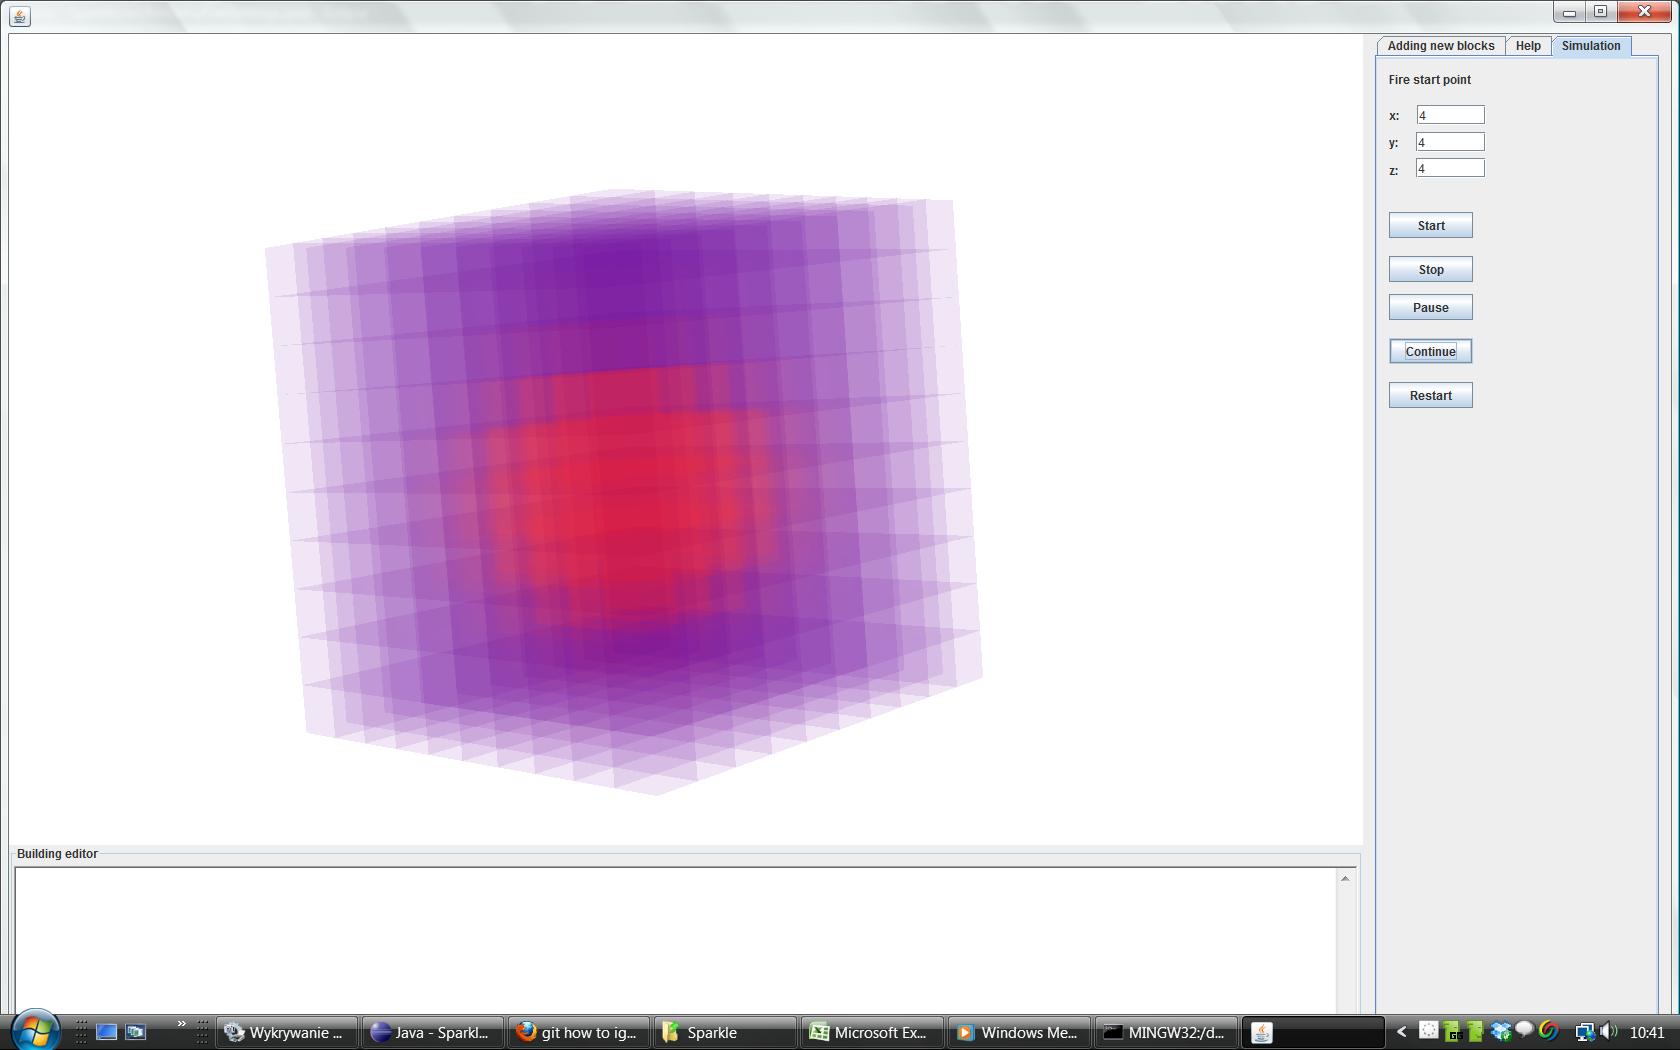 Adding new blocks
Help
Simulation
Fire start point
x: 4
y: 4
z: 4
Start
Stop
Pause
Continue
Restart
Building editor
Wykrywanie ...
Java - Sparkl...
git how to ig...
Sparkle
Microsoft Ex...
Windows Me...
MINGW32:/d...
10:41